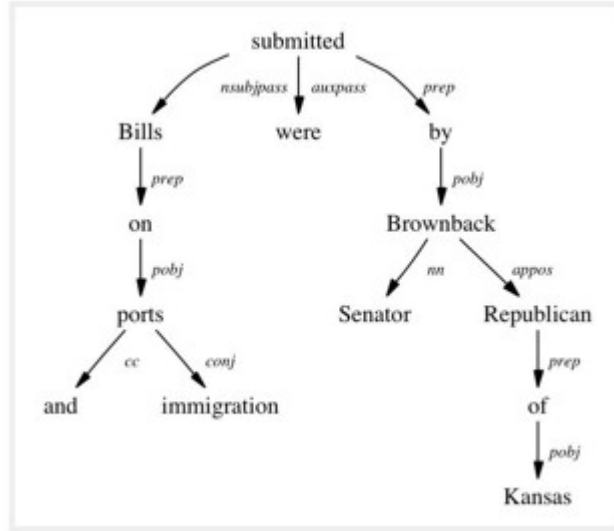 submitted
nsubjpass auxpass prep
Bills were by
prep pobj
on Brownback
pobj nn appos
ports Senator Republican
cc conj prep
and immigration of
pobj
Kansas